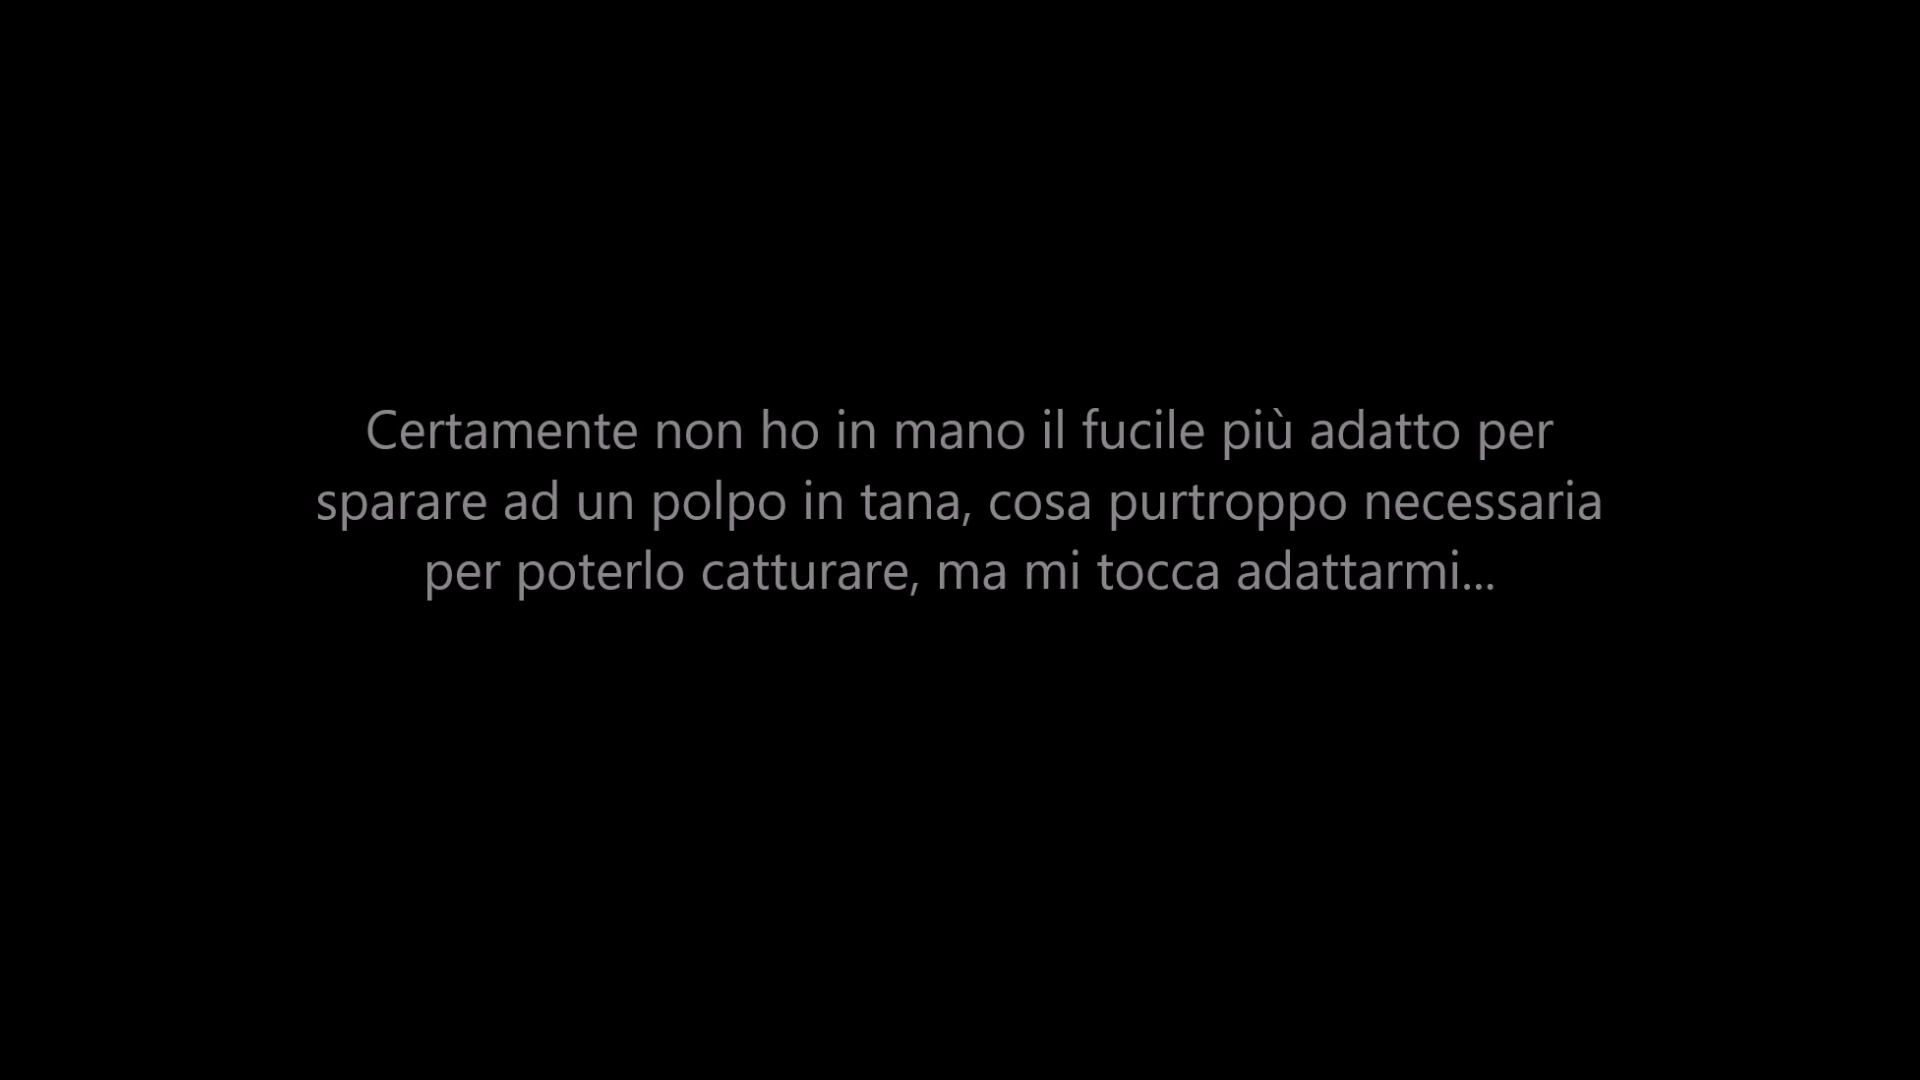 Certamente non ho in mano il fucile più adatto per
sparare ad un polpo in tana, cosa purtroppo necessaria
per poterlo catturare, ma mi tocca adattarmi...